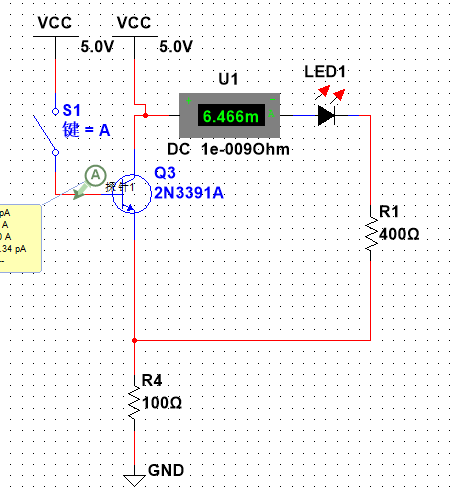 VCC
VCC
5.0V
5.0V
U1
LED1
S1
键 = A
+
-
6.466m
A
DC 1e-009Ohm
A
探针1
Q3
2N3391A
pA
A
A
.34 pA
R1
400Ω
R4
100Ω
GND